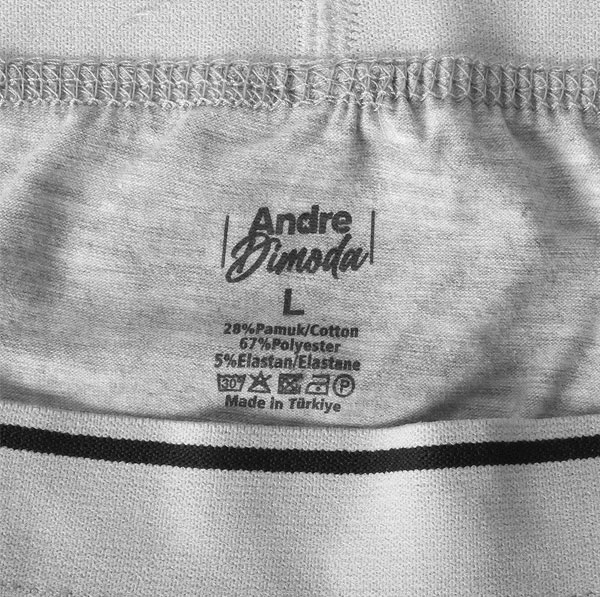 Andre
Dimoda
L
28%Pamuk/Cotton
67%Polyester
5%Elastan/Elastane
30° P
Made in Türkiye